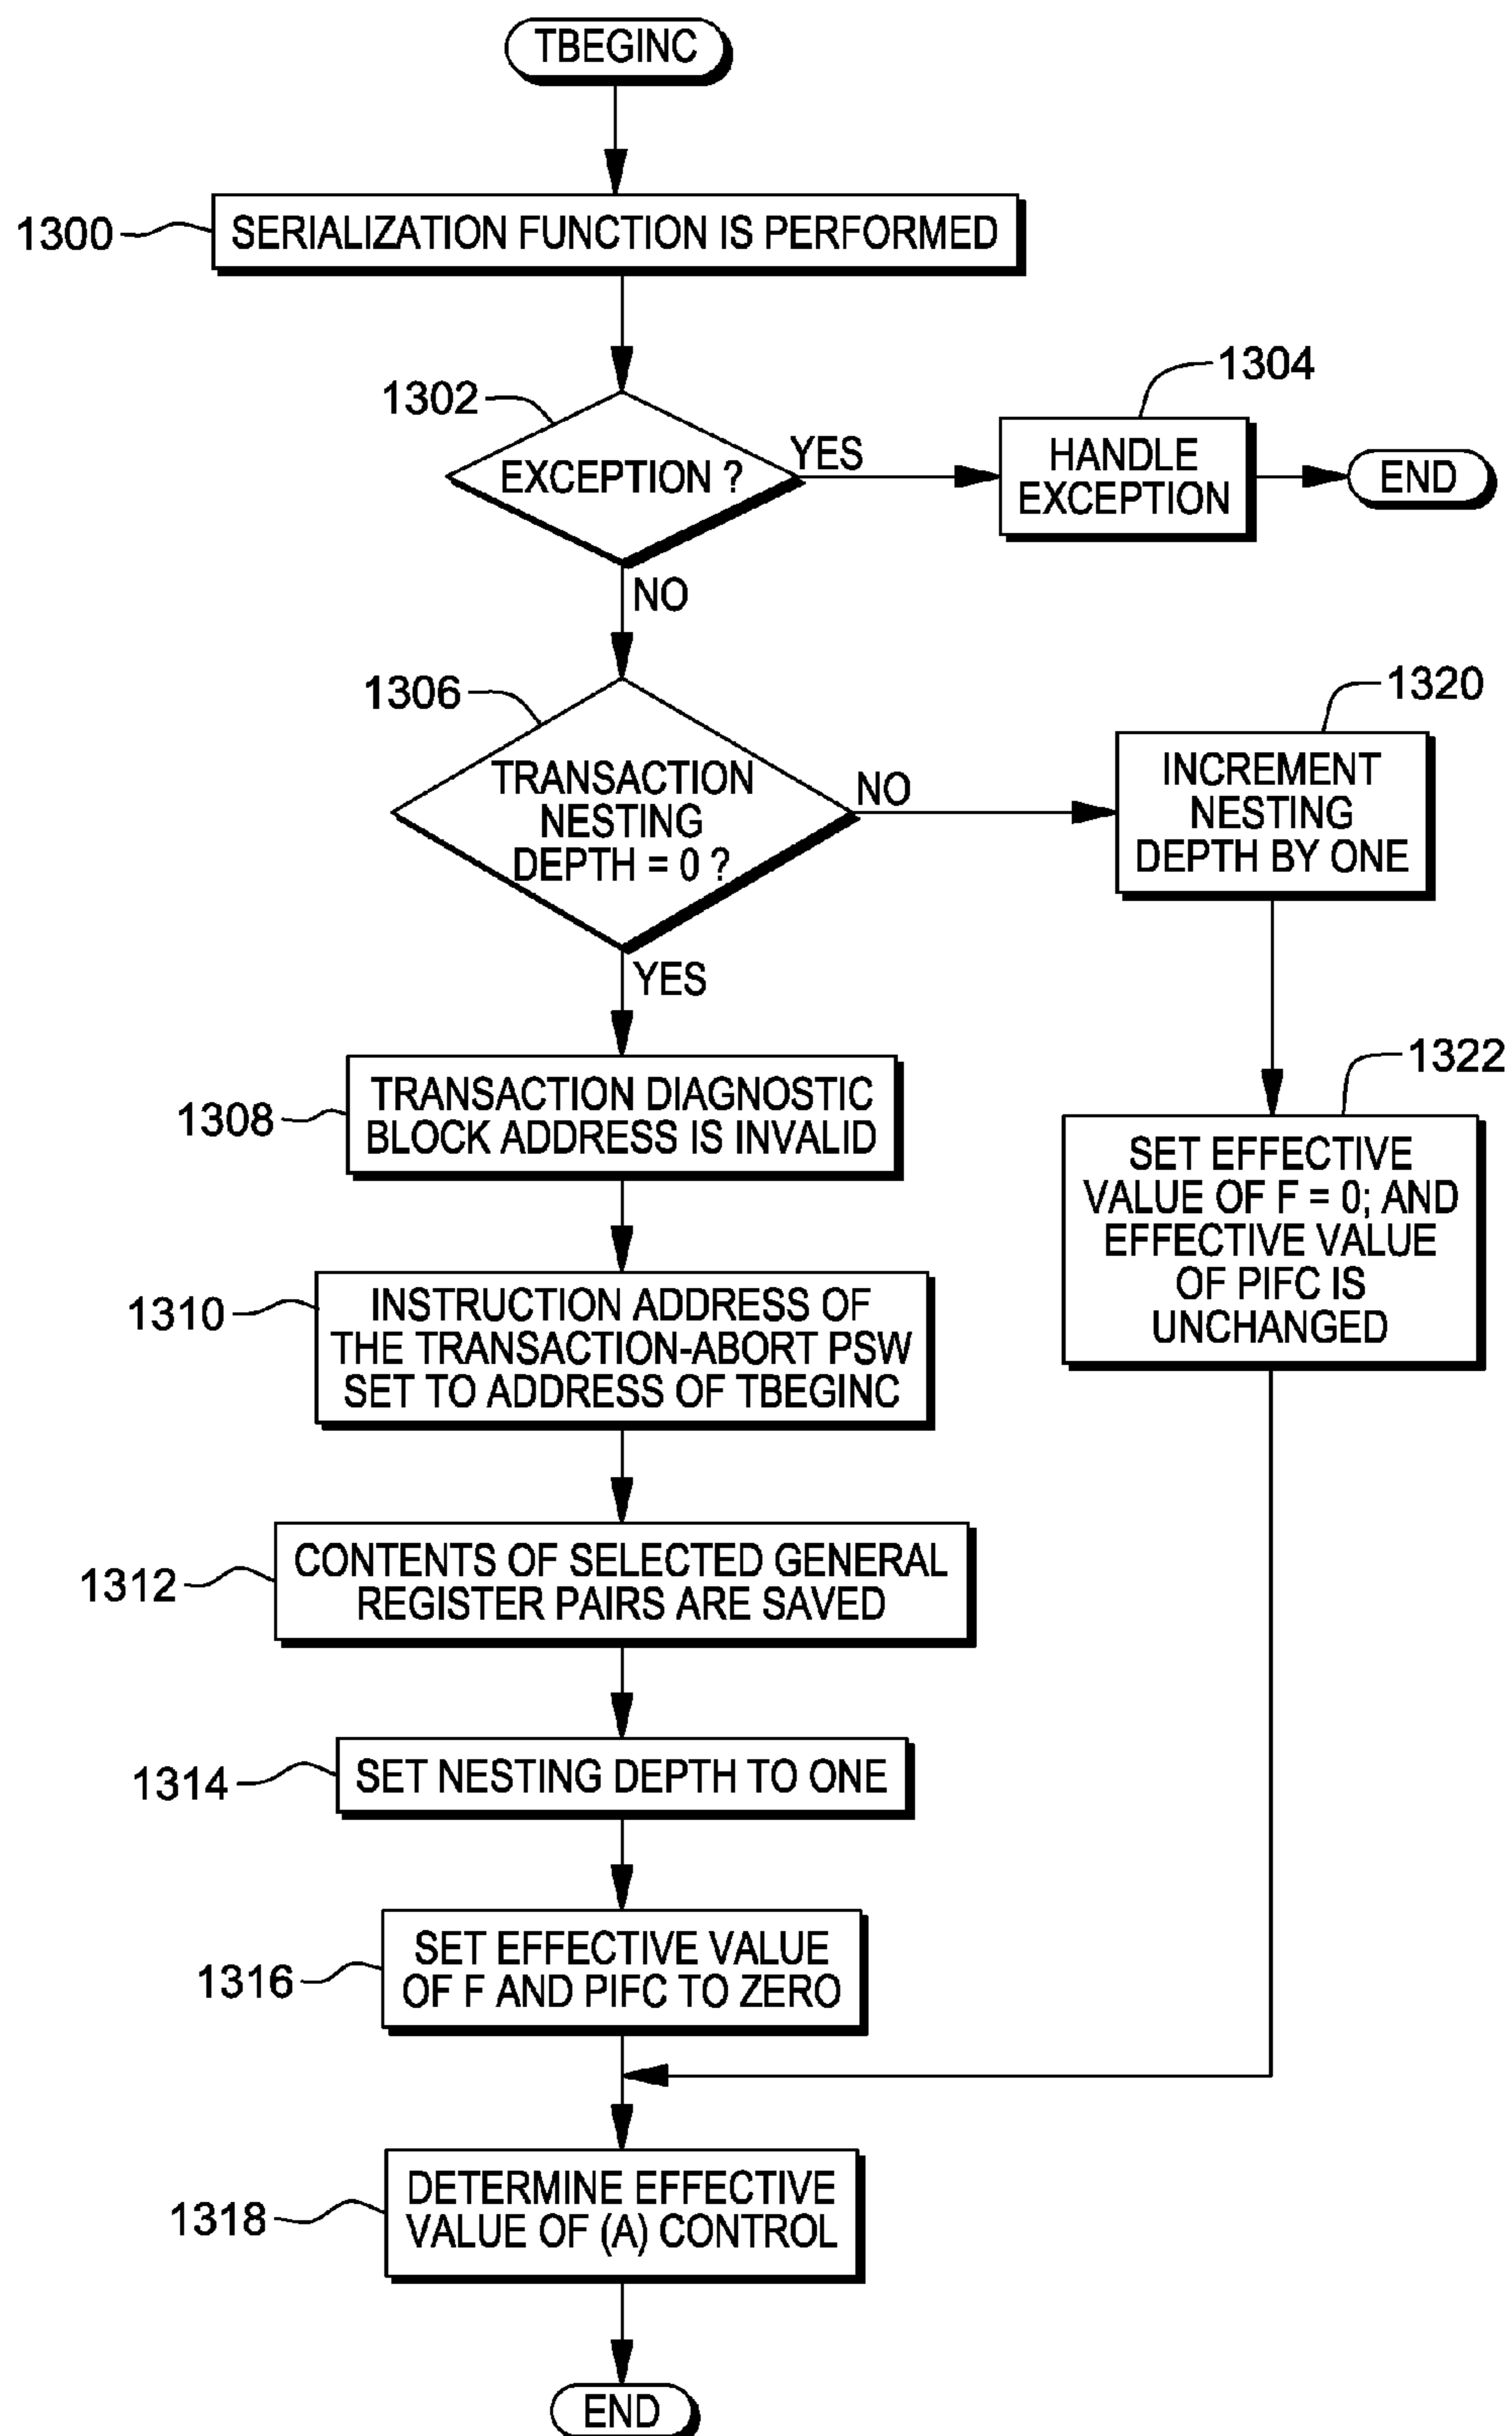 TBEGINC
1300
SERIALIZATION FUNCTION IS PERFORMED
1302
EXCEPTION ?
YES
1304
HANDLE
EXCEPTION
END
NO
1306
TRANSACTION
NESTING
DEPTH = 0 ?
NO
1320
INCREMENT
NESTING
DEPTH BY ONE
YES
1322
SET EFFECTIVE
VALUE OF F = 0; AND
EFFECTIVE VALUE
OF PIFC IS
UNCHANGED
1308
TRANSACTION DIAGNOSTIC
BLOCK ADDRESS IS INVALID
1310
INSTRUCTION ADDRESS OF
THE TRANSACTION-ABORT PSW
SET TO ADDRESS OF TBEGINC
1312
CONTENTS OF SELECTED GENERAL
REGISTER PAIRS ARE SAVED
1314
SET NESTING DEPTH TO ONE
1316
SET EFFECTIVE VALUE
OF F AND PIFC TO ZERO
1318
DETERMINE EFFECTIVE
VALUE OF (A) CONTROL
END